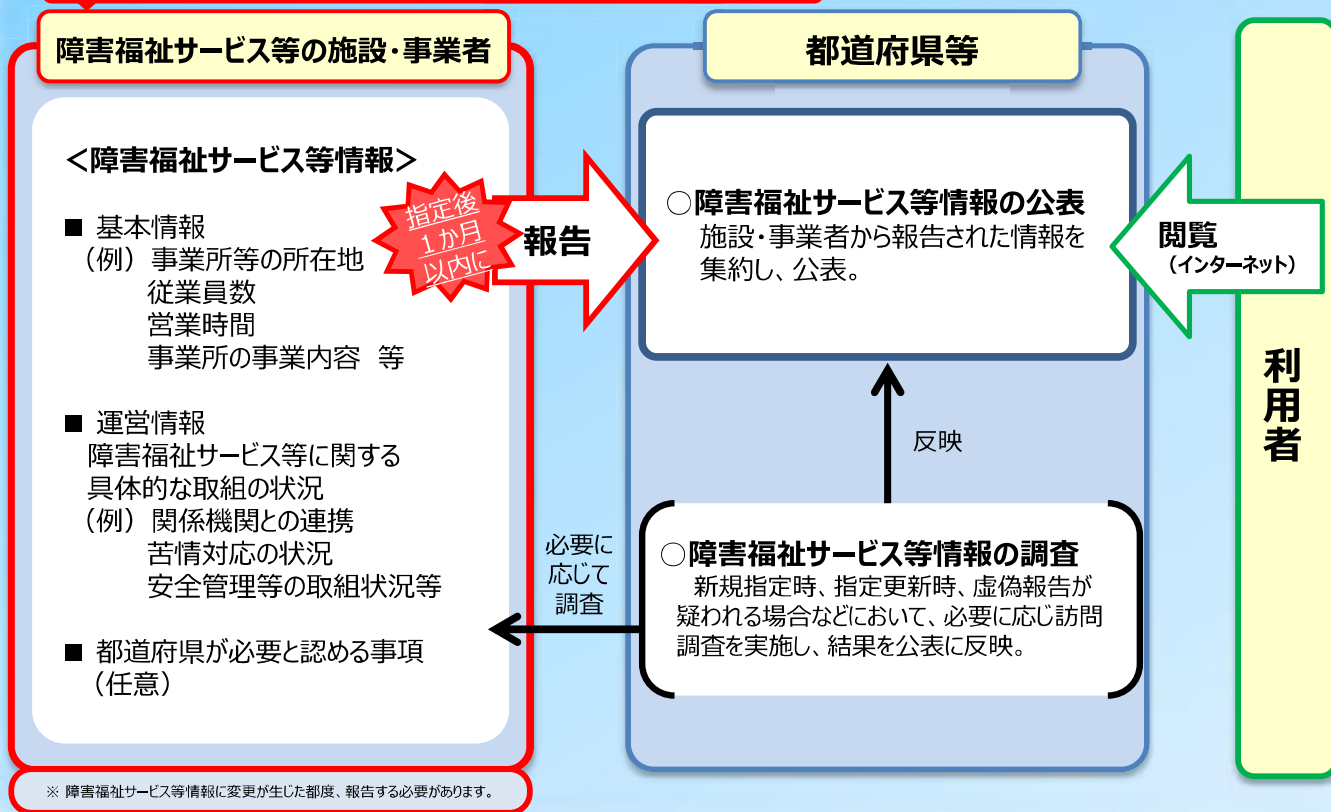 障害福祉サービス等の施設・事業者
<障害福祉サービス等情報>
■ 基本情報
（例）事業所等の所在地
従業員数
営業時間
事業所の事業内容 等
■ 運営情報
障害福祉サービス等に関する
具体的な取組の状況
（例）関係機関との連携
苦情対応の状況
安全管理等の取組状況等
■ 都道府県が必要と認める事項
（任意）
※ 障害福祉サービス等情報に変更が生じた都度、報告する必要があります。
指定後
１か月
以内に
報告
都道府県等
○障害福祉サービス等情報の公表
施設・事業者から報告された情報を
集約し、公表。
反映
必要に
応じて
調査
○障害福祉サービス等情報の調査
新規指定時、指定更新時、虚偽報告が
疑われる場合などにおいて、必要に応じ訪問
調査を実施し、結果を公表に反映。
閲覧
（インターネット）
利用者